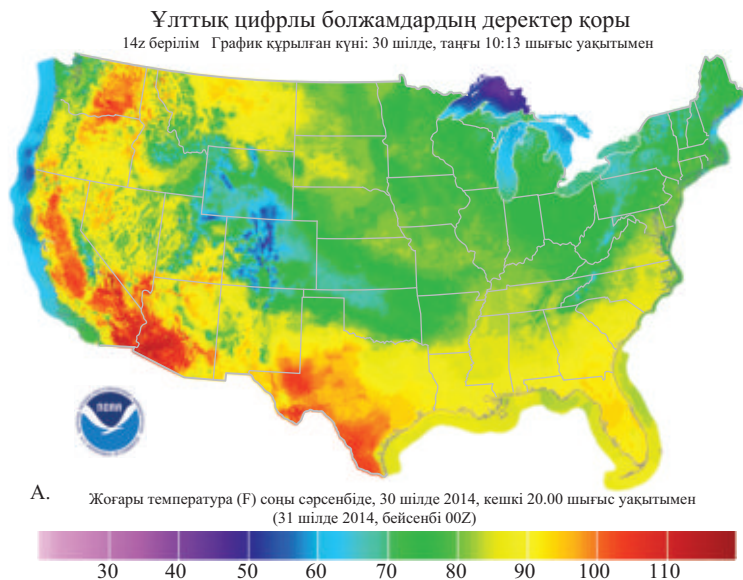 Ұлттық цифрлы болжамдардың деректер қоры
14z берілім График құрылған күні: 30 шілде, таңғы 10:13 шығыс уақытымен
NOAA
A. Жоғары температура (F) соңы сәрсенбіде, 30 шілде 2014, кешкі 20.00 шығыс уақытымен
(31 шілде 2014, бейсенбі 00Z)
30 40 50 60 70 80 90 100 110